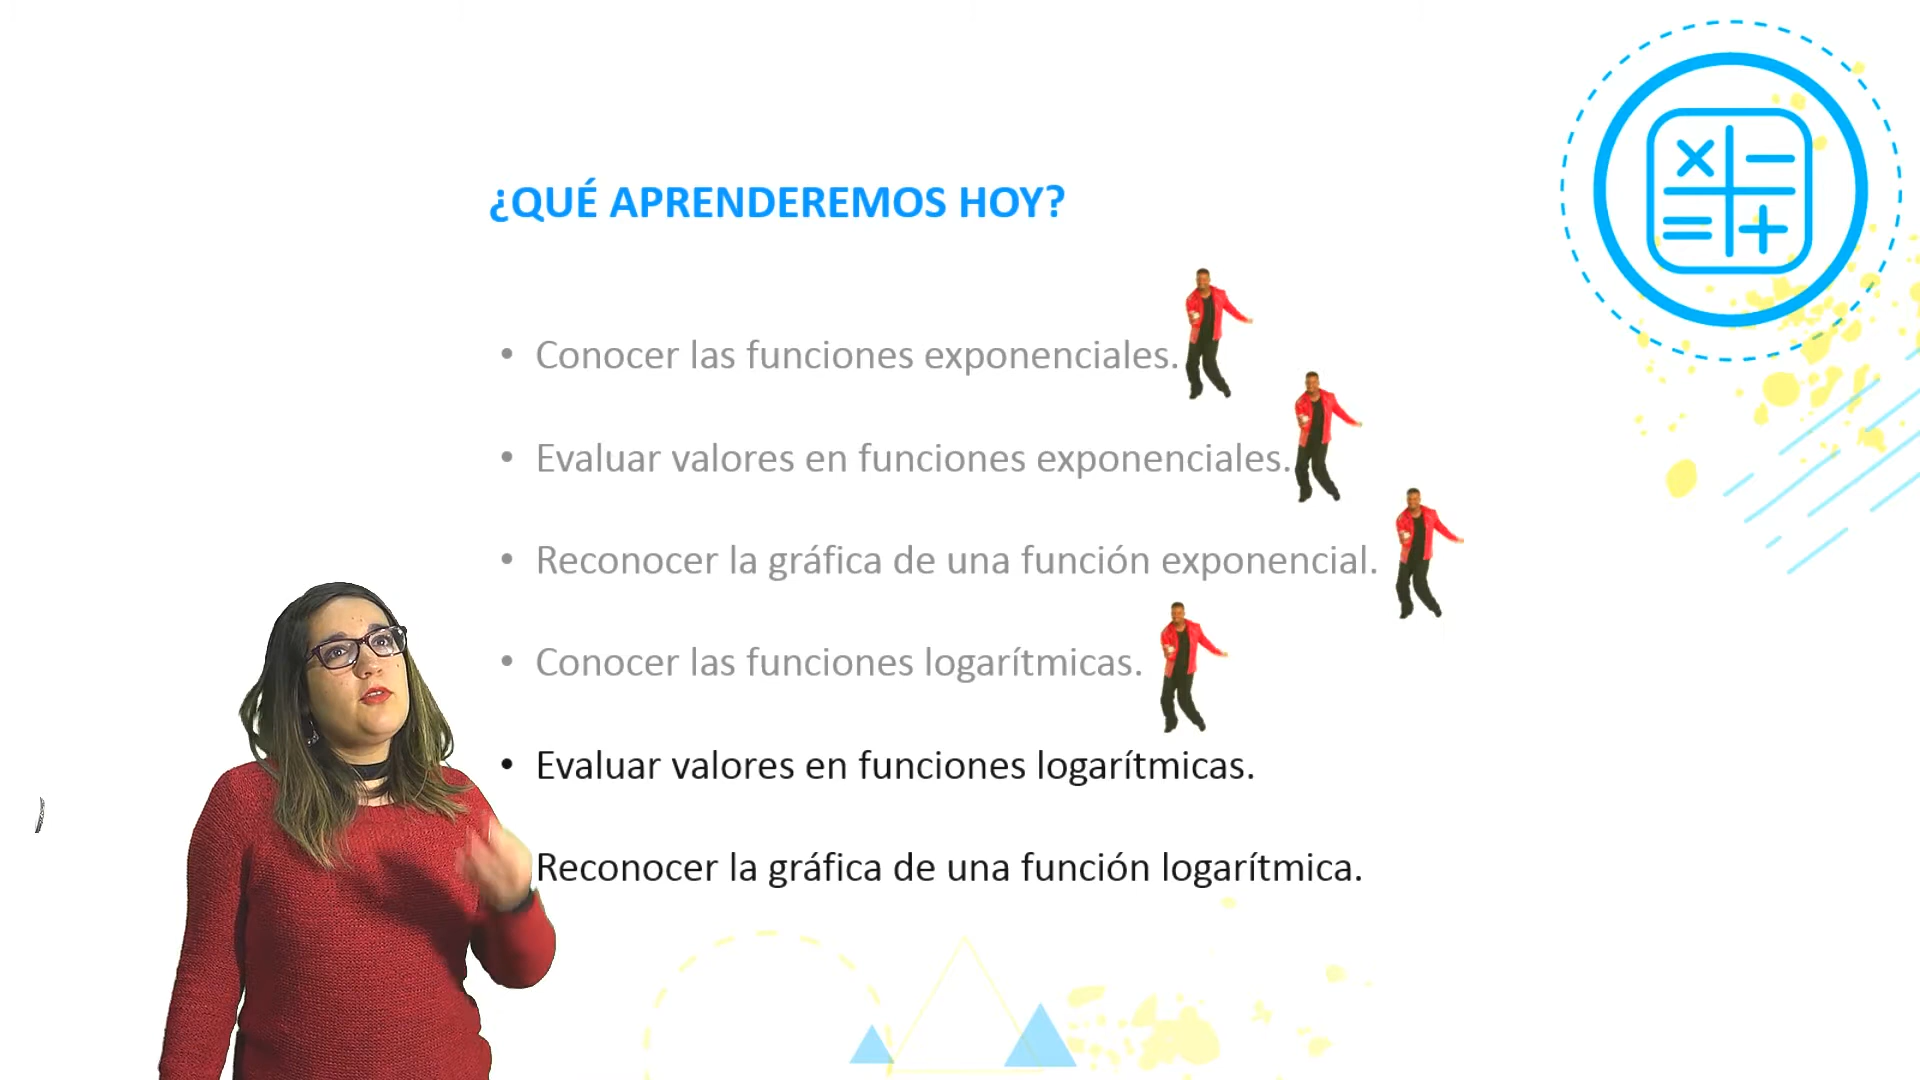 ¿QUÉ APRENDEREMOS HOY?
• Conocer las funciones exponenciales.
• Evaluar valores en funciones exponenciales.
• Reconocer la gráfica de una función exponencial.
• Conocer las funciones logarítmicas.
• Evaluar valores en funciones logarítmicas.
Reconocer la gráfica de una función logarítmica.